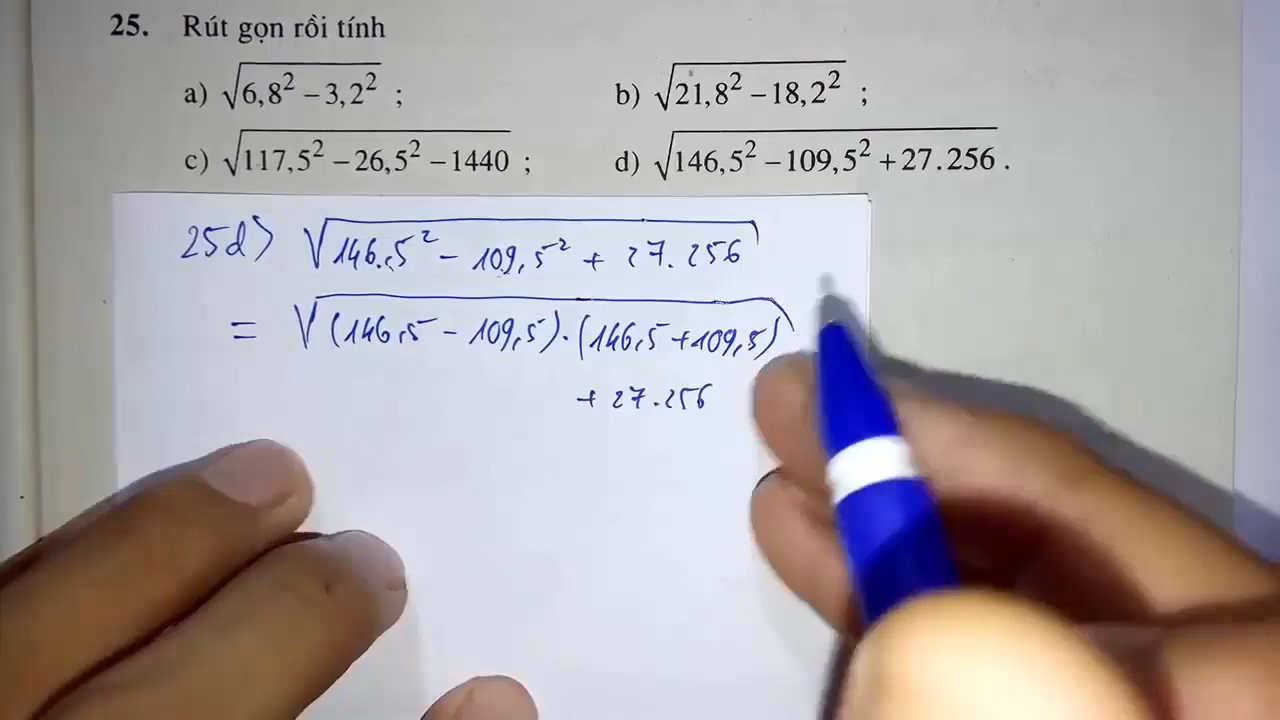 25. Rút gọn rồi tính
a) √6,8² – 3,2² ; b) √21,8² – 18,2² ;
c) √117,5² – 26,5² – 1440 ; d) √146,5² – 109,5² + 27.256 .
25d) √146,5² - 109,5² + 27.256
= √(146,5 - 109,5).(146,5 + 109,5)
+ 27.256